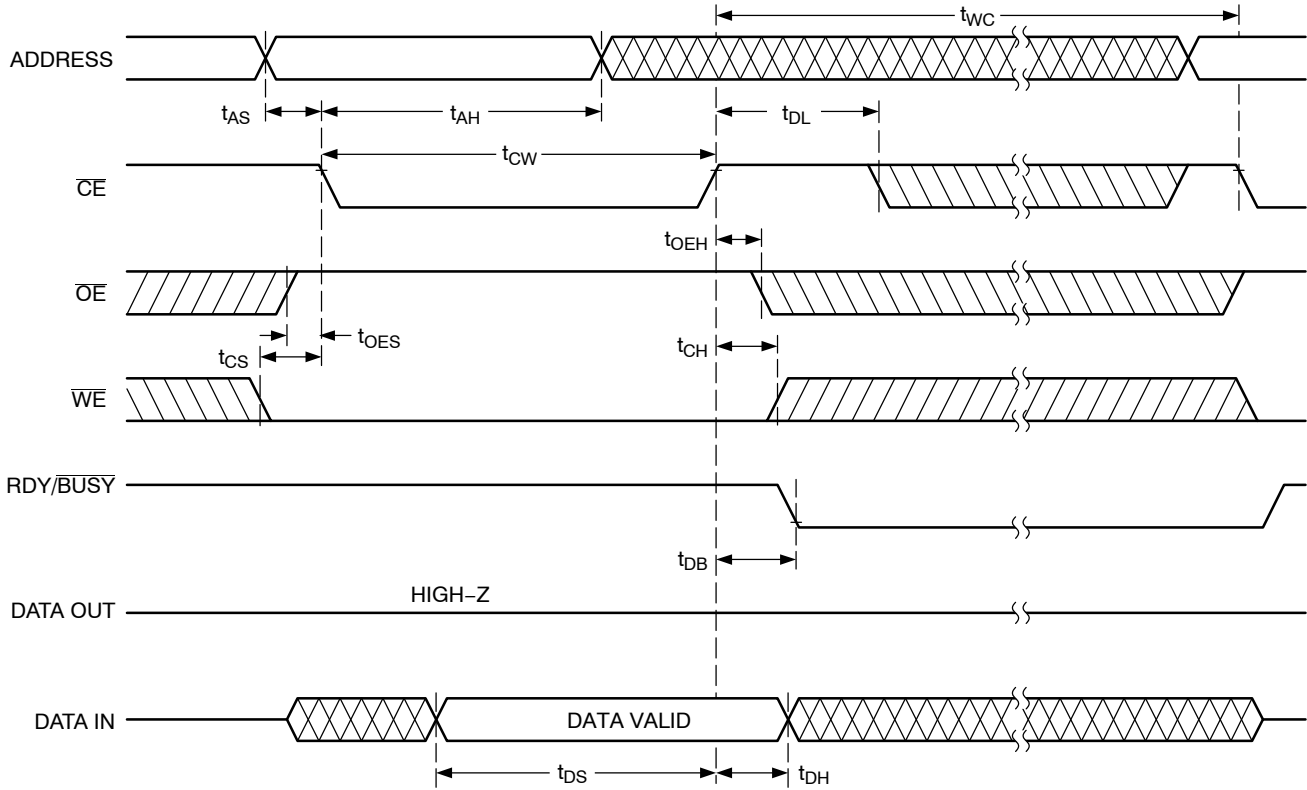 tWC
ADDRESS
tAS
tAH
tDL
tCW
CE
tOEH
OE
tOES
tCS
tCH
WE
RDY/BUSY
tDB
HIGH–Z
DATA OUT
DATA IN
DATA VALID
tDS
tDH